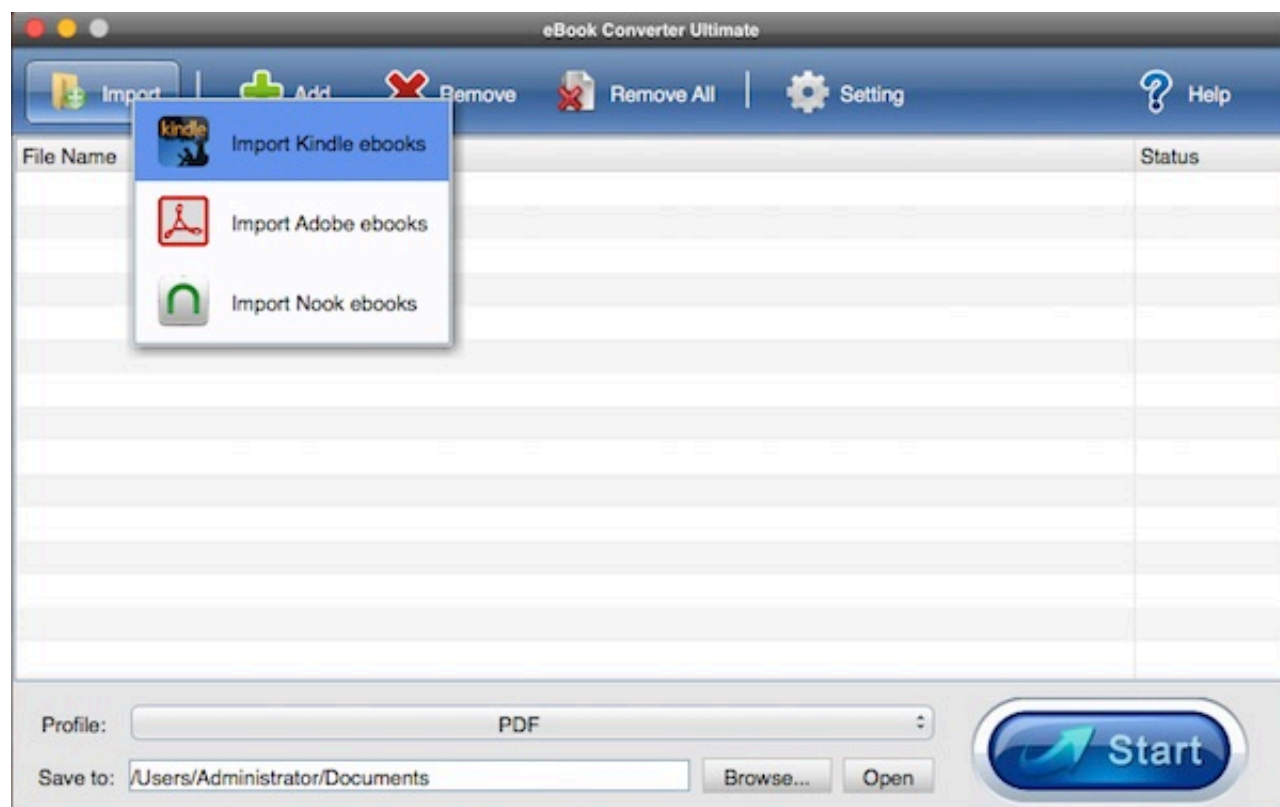 eBook Converter Ultimate
Import Add Remove Remove All Setting Help
File Name Status
kindle Import Kindle ebooks
Import Adobe ebooks
n Import Nook ebooks
Profile: PDF
Save to: /Users/Administrator/Documents Browse... Open
Start